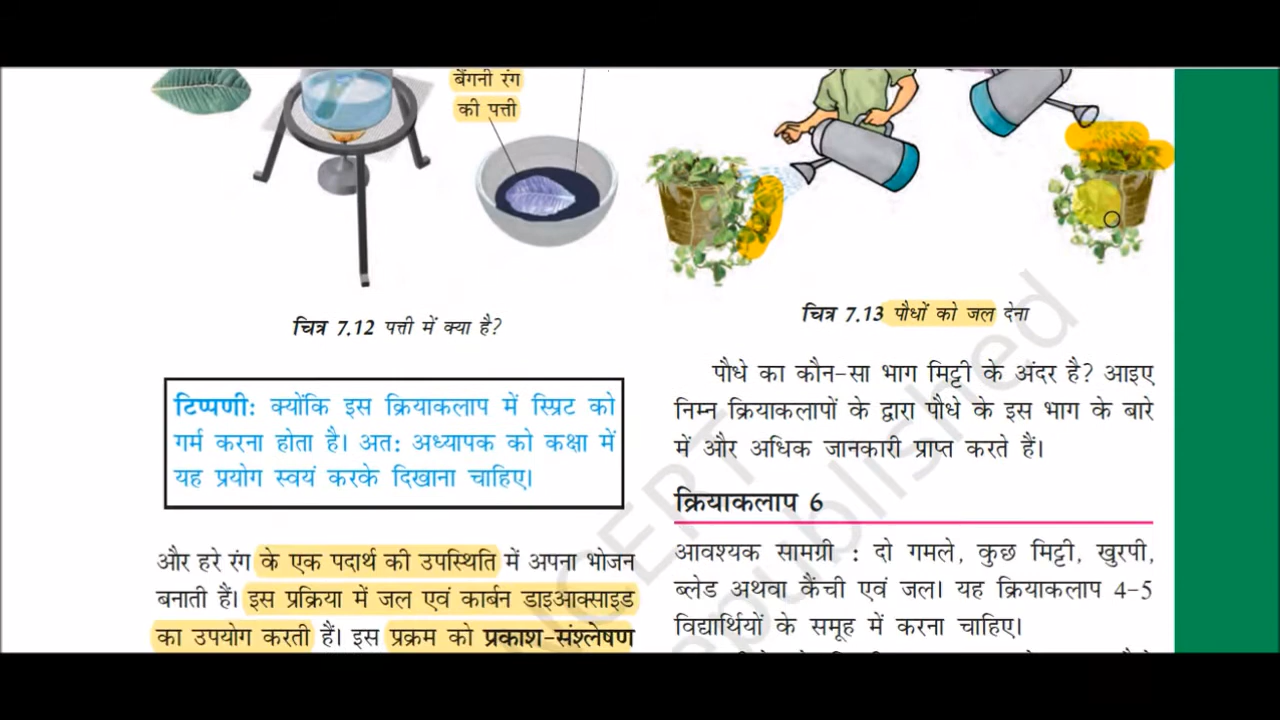 बैंगनी रंग
की पत्ती
चित्र 7.12 पत्ती में क्या है?
टिप्पणी: क्योंकि इस क्रियाकलाप में स्प्रिट को
गर्म करना होता है। अत: अध्यापक को कक्षा में
यह प्रयोग स्वयं करके दिखाना चाहिए।
और हरे रंग के एक पदार्थ की उपस्थिति में अपना भोजन
बनाती हैं। इस प्रक्रिया में जल एवं कार्बन डाइआक्साइड
का उपयोग करती हैं। इस प्रक्रम को प्रकाश-संश्लेषण
चित्र 7.13 पौधों को जल देना
पौधे का कौन-सा भाग मिट्टी के अंदर है? आइए
निम्न क्रियाकलापों के द्वारा पौधे के इस भाग के बारे
में और अधिक जानकारी प्राप्त करते हैं।
क्रियाकलाप 6
आवश्यक सामग्री : दो गमले, कुछ मिट्टी, खुरपी,
ब्लेड अथवा कैंची एवं जल। यह क्रियाकलाप 4-5
विद्यार्थियों के समूह में करना चाहिए।
NCERT
republished